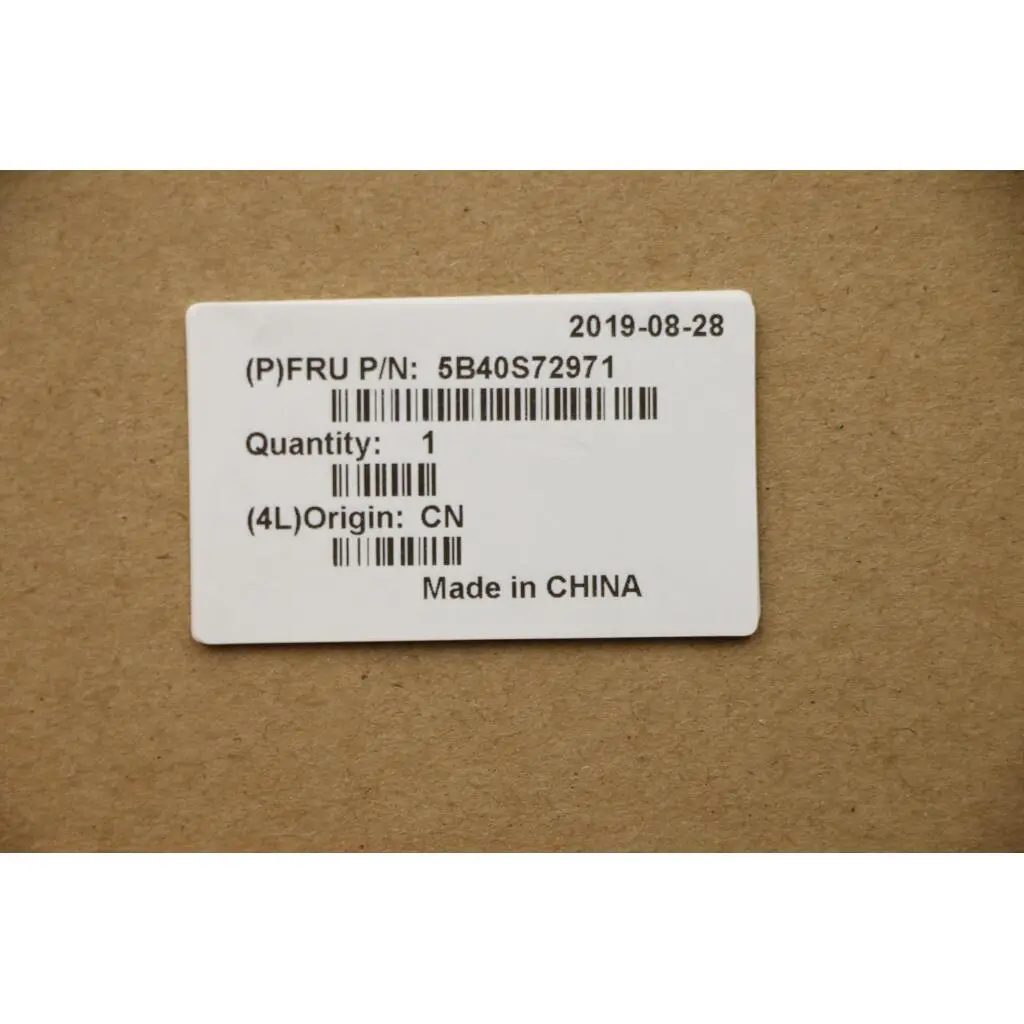 2019-08-28
(P)FRU P/N: 5B40S72971
Quantity: 1
(4L)Origin: CN
Made in CHINA